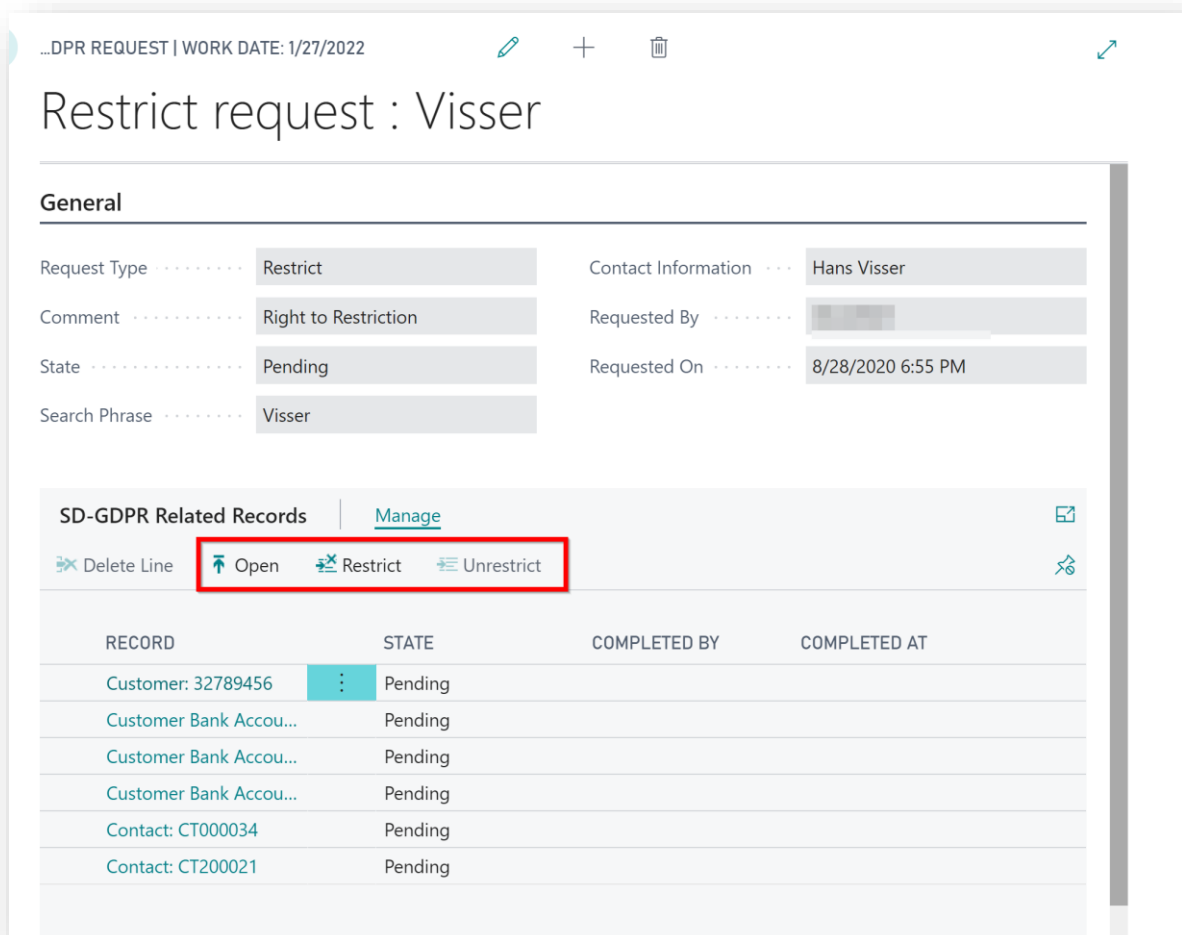 ...DPR REQUEST | WORK DATE: 1/27/2022
Restrict request : Visser
General
Request Type Restrict Contact Information Hans Visser
Comment Right to Restriction Requested By
State Pending Requested On 8/28/2020 6:55 PM
Search Phrase Visser
SD-GDPR Related Records Manage
Delete Line Open Restrict Unrestrict
RECORD STATE COMPLETED BY COMPLETED AT
Customer: 32789456 Pending
Customer Bank Accou... Pending
Customer Bank Accou... Pending
Customer Bank Accou... Pending
Contact: CT000034 Pending
Contact: CT200021 Pending